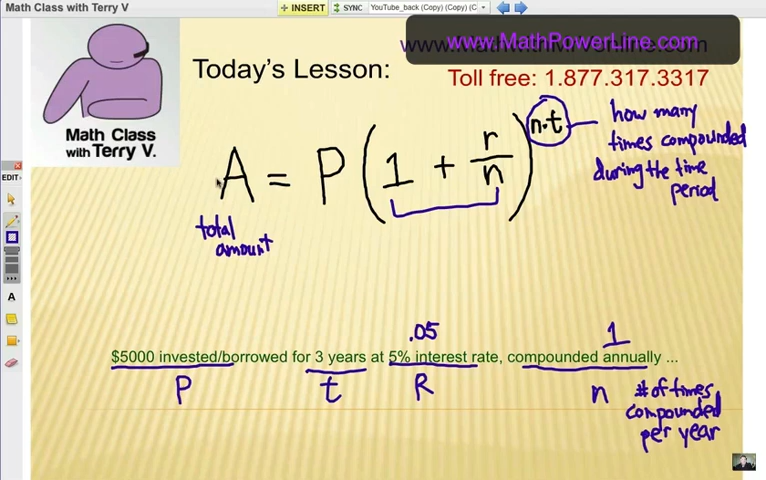 Math Class with Terry V
INSERT
SYNC
YouTube_back (Copy) (Copy) (C
www.MathPowerLine.com
Today's Lesson:
Toll free: 1.877.317.3317
Math Class
with Terry V.
EDIT
A
A = P(1 + r/n)^n·t
how many
times compounded
during the time
period
total
amount
.05
1
$5000 invested/borrowed for 3 years at 5% interest rate, compounded annually ...
P
t
R
n
# of times
compounded
per year